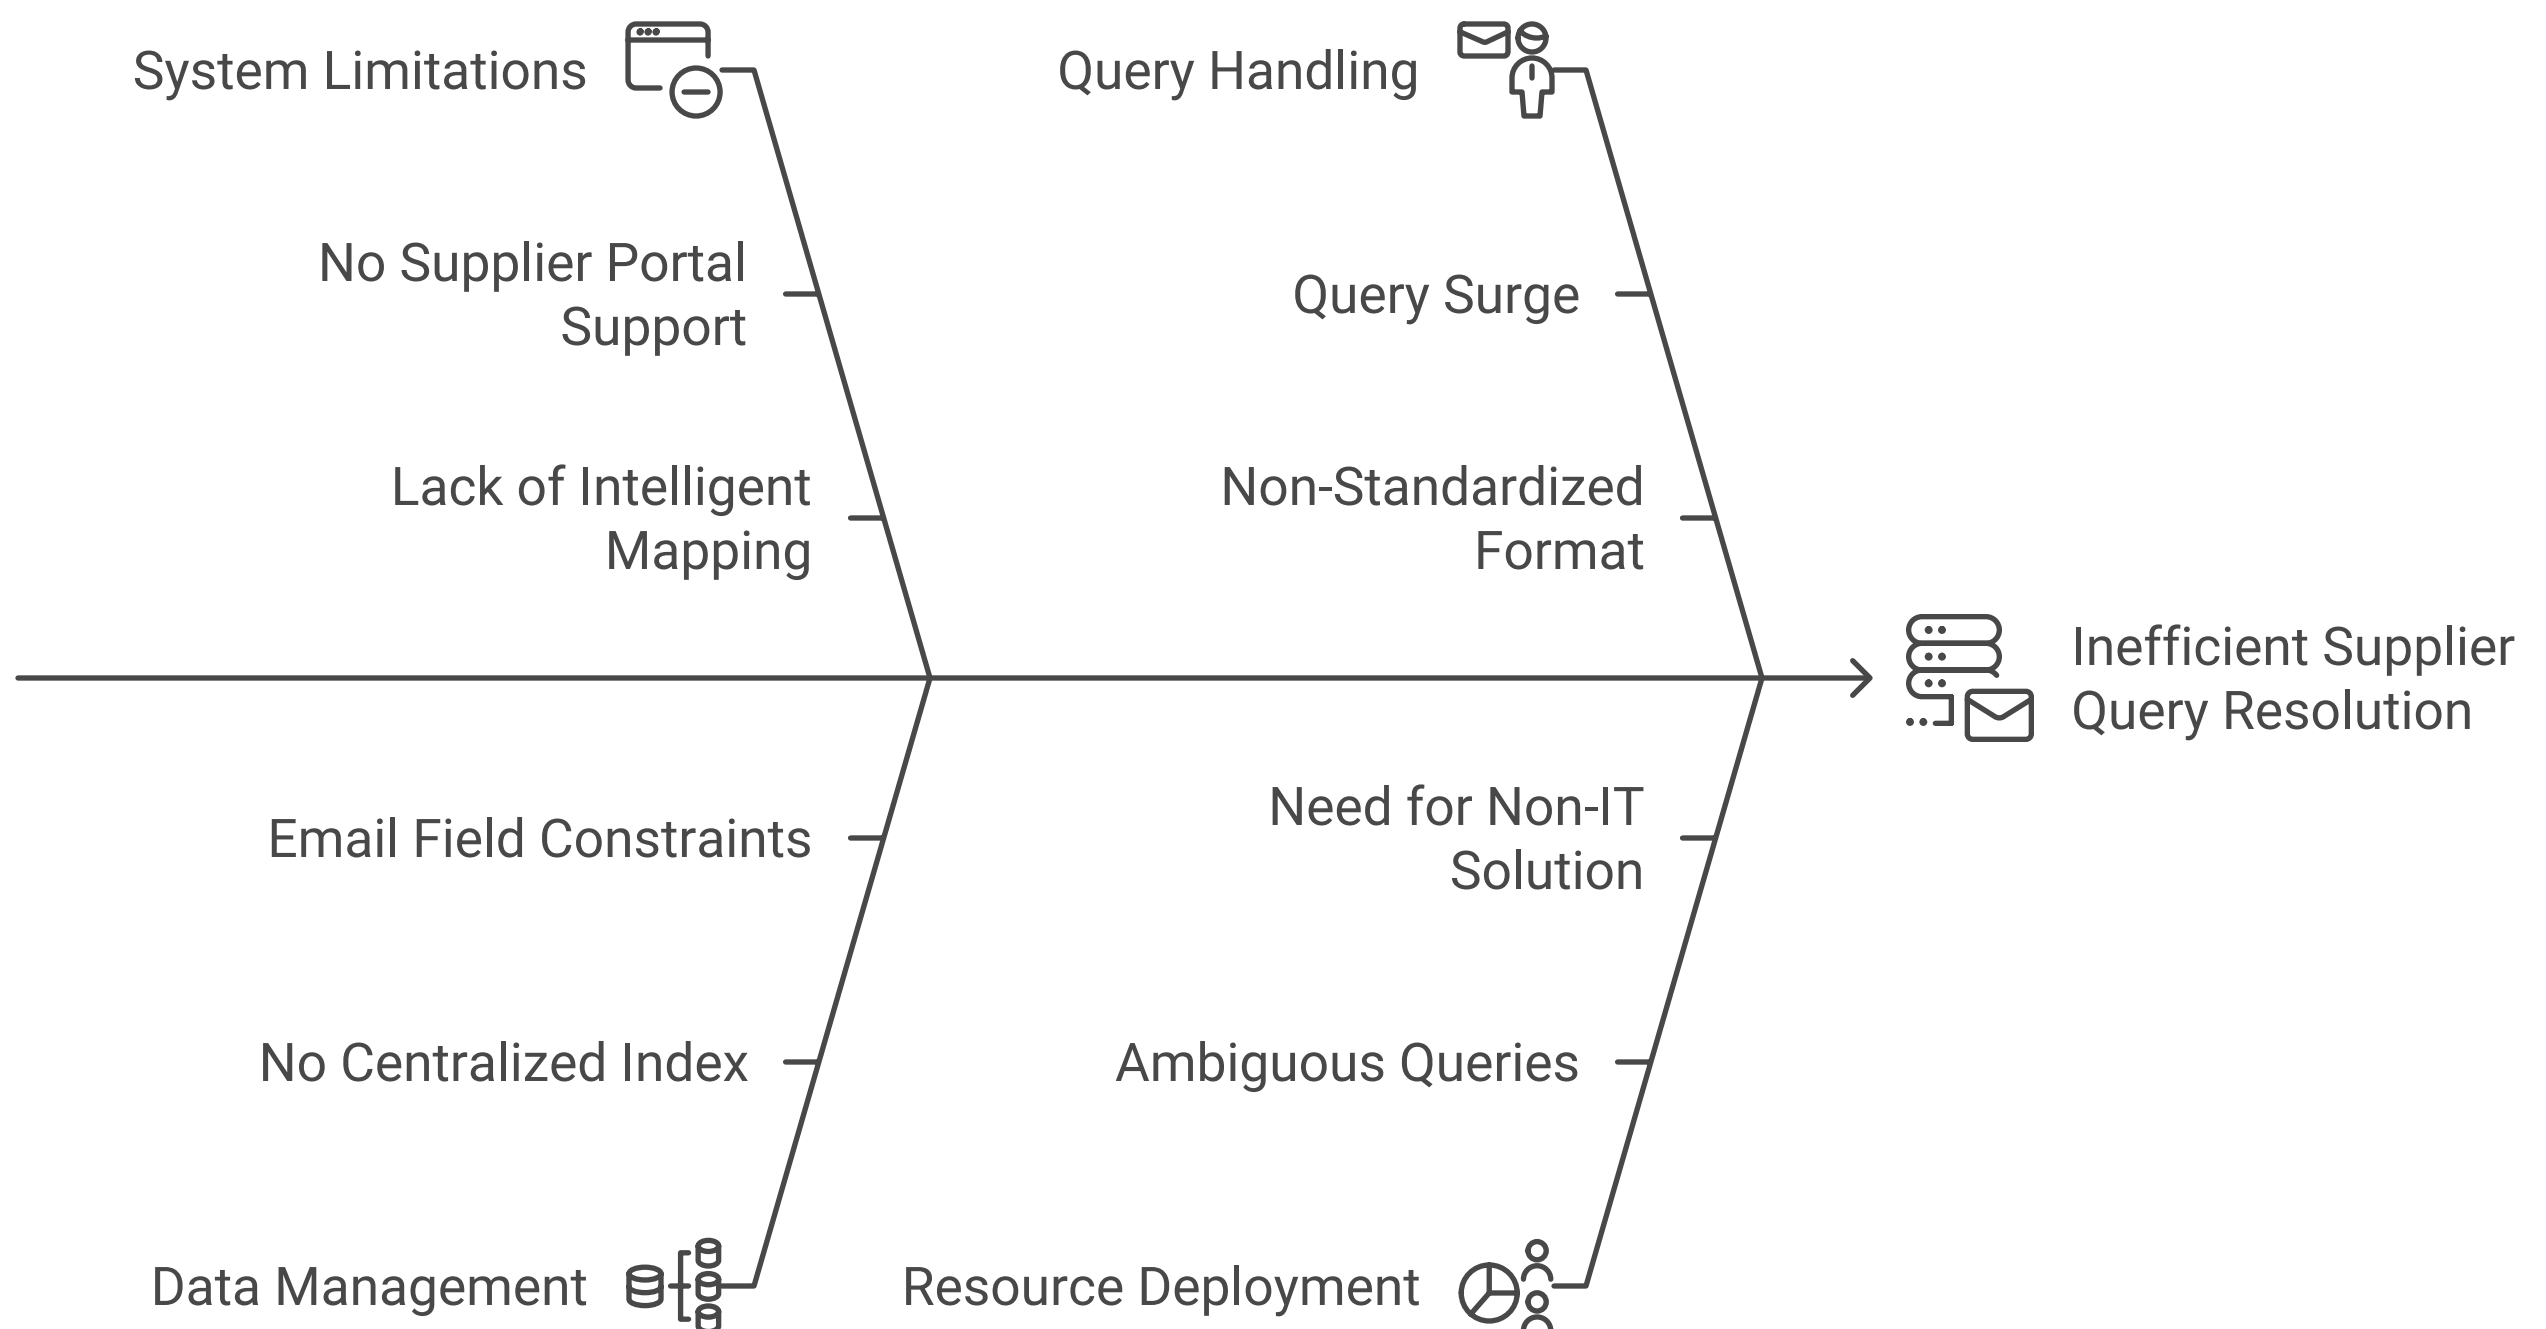 System Limitations
Query Handling
No Supplier Portal
Support
Query Surge
Lack of Intelligent
Mapping
Non-Standardized
Format
Inefficient Supplier
Query Resolution
Email Field Constraints
Need for Non-IT
Solution
No Centralized Index
Ambiguous Queries
Data Management
Resource Deployment